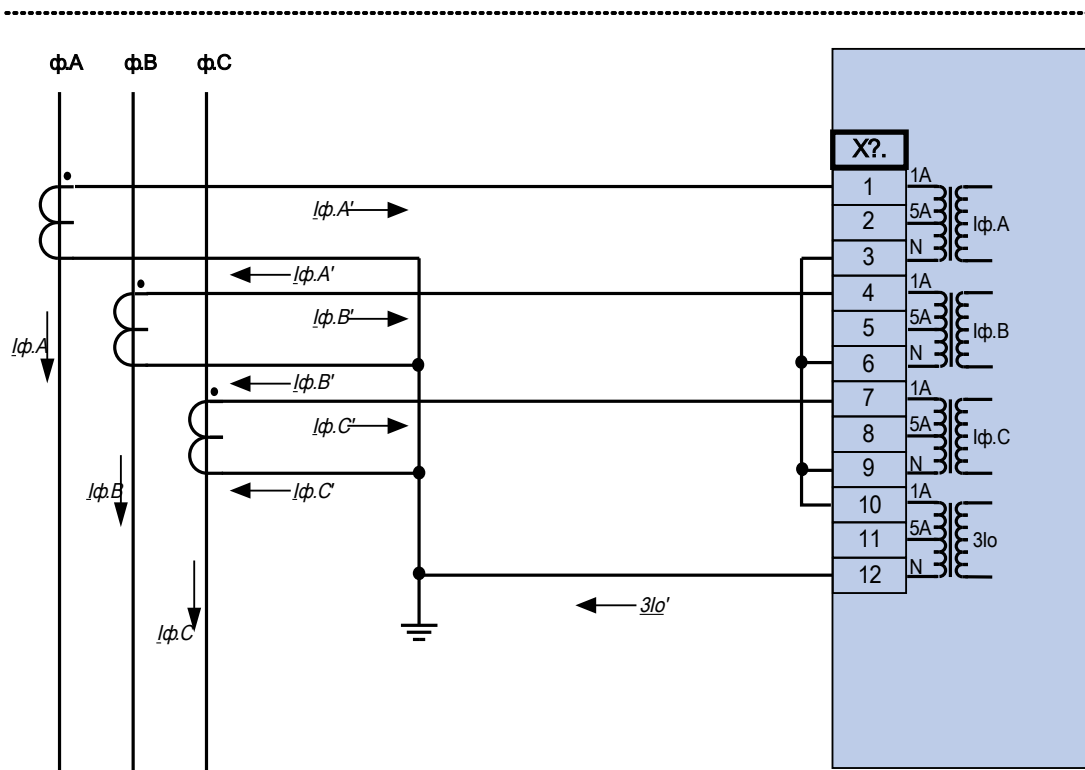 ф.А ф.В ф.С
X?.
1 1A
Iф.A'
2 5A Iф.A
3 N
Iф.A'
4 1A
Iф.B'
5 5A Iф.B
Iф.A
6 N
Iф.B'
7 1A
Iф.C'
8 5A Iф.C
9 N
Iф.B Iф.C'
10 1A
11 5A 3Io
12 N
3Io'
Iф.C